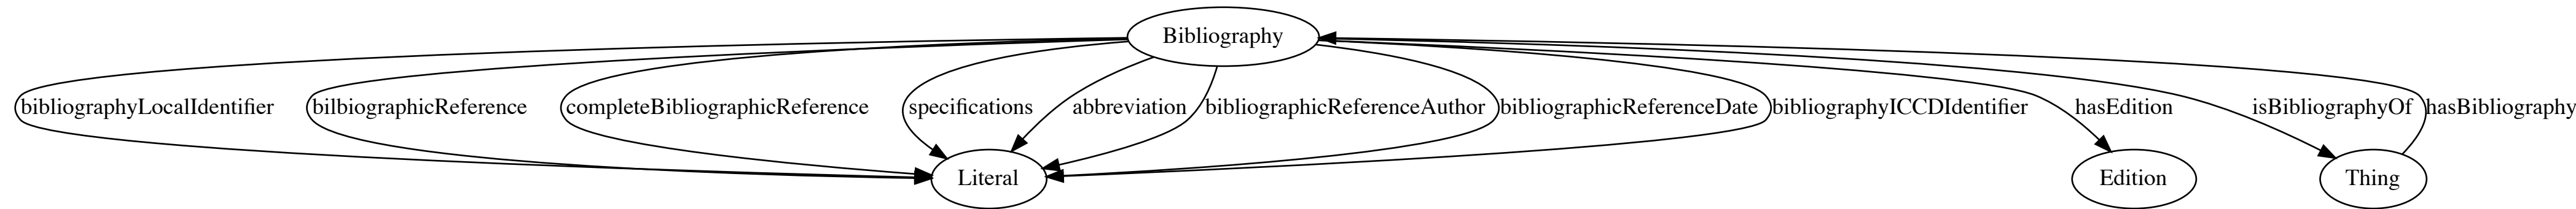 Bibliography
bibliographyLocalIdentifier
bilbiographicReference
completeBibliographicReference
specifications
abbreviation
bibliographicReferenceAuthor
bibliographicReferenceDate
bibliographyICCDIdentifier
hasEdition
isBibliographyOf
hasBibliography
Literal
Edition
Thing